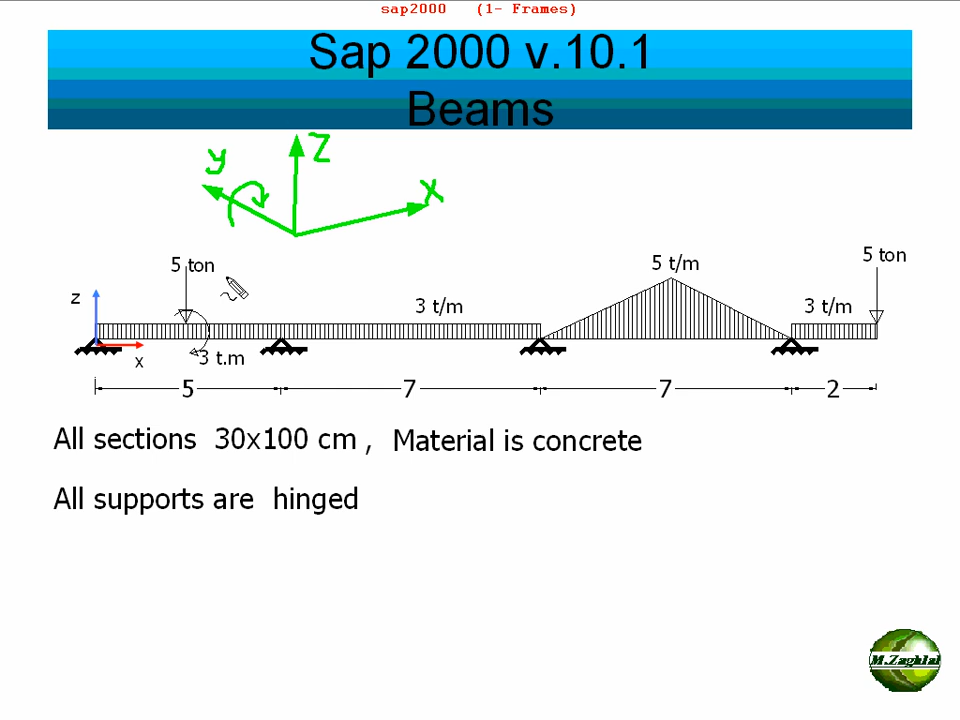 sap2000 (1- Frames)
Sap 2000 v.10.1
Beams
y
Z
X
5 ton
5 t/m
5 ton
z
3 t/m
3 t/m
x
3 t.m
5
7
7
2
All sections 30x100 cm , Material is concrete
All supports are hinged
M.Zaghlal